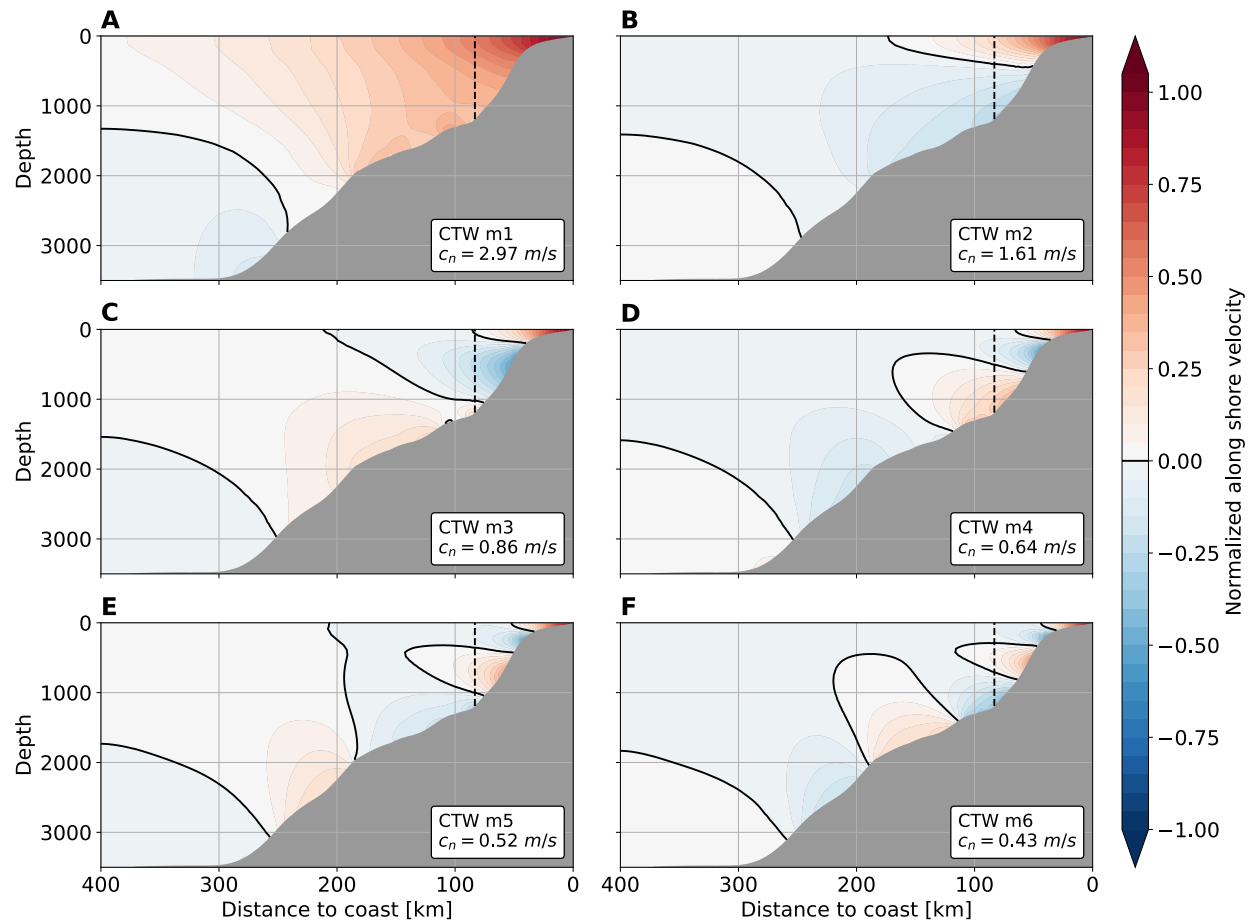 A
B
0
1000
2000
3000
Depth
CTW m1
c_n = 2.97 m/s
CTW m2
c_n = 1.61 m/s
C
D
0
1000
2000
3000
Depth
CTW m3
c_n = 0.86 m/s
CTW m4
c_n = 0.64 m/s
E
F
0
1000
2000
3000
Depth
CTW m5
c_n = 0.52 m/s
CTW m6
c_n = 0.43 m/s
400 300 200 100 0
Distance to coast [km]
400 300 200 100 0
Distance to coast [km]
1.00
0.75
0.50
0.25
0.00
−0.25
−0.50
−0.75
−1.00
Normalized along shore velocity